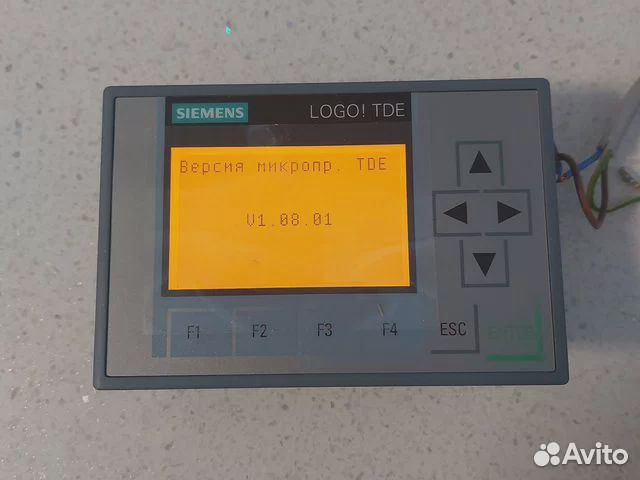 SIEMENS LOGO! TDE
Версия микропр. TDE
V1.08.01
F1 F2 F3 F4 ESC
Avito